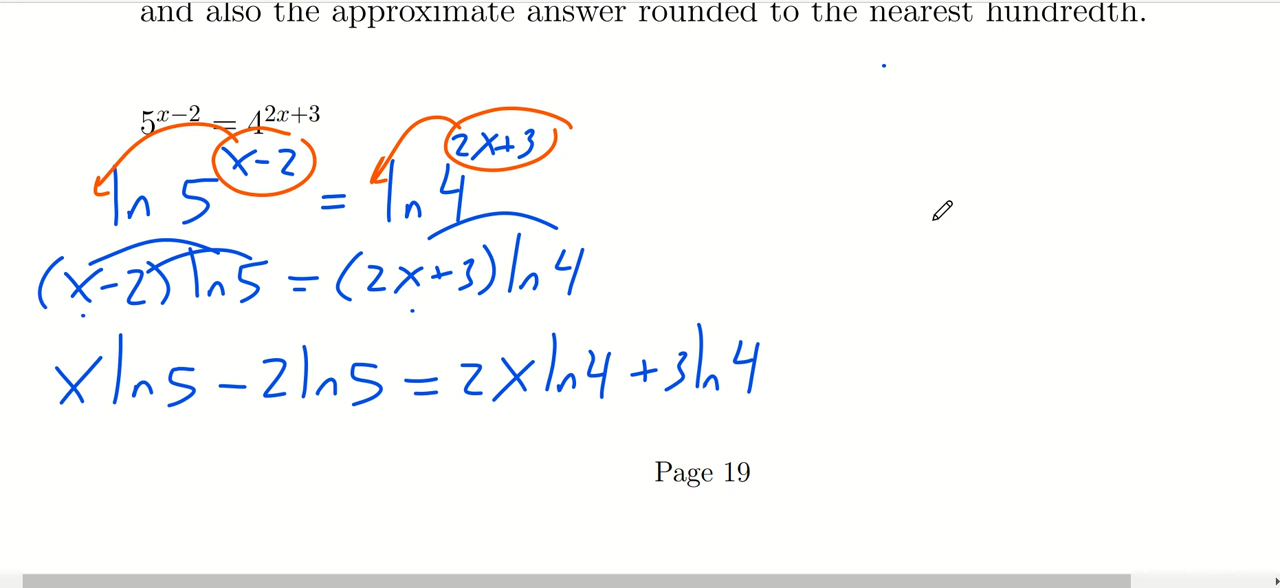 and also the approximate answer rounded to the nearest hundredth.
5^{x−2} = 4^{2x+3}
ln 5^{x-2} = ln 4^{2x+3}
(x-2) ln 5 = (2x+3) ln 4
x ln 5 - 2 ln 5 = 2x ln 4 + 3 ln 4
Page 19